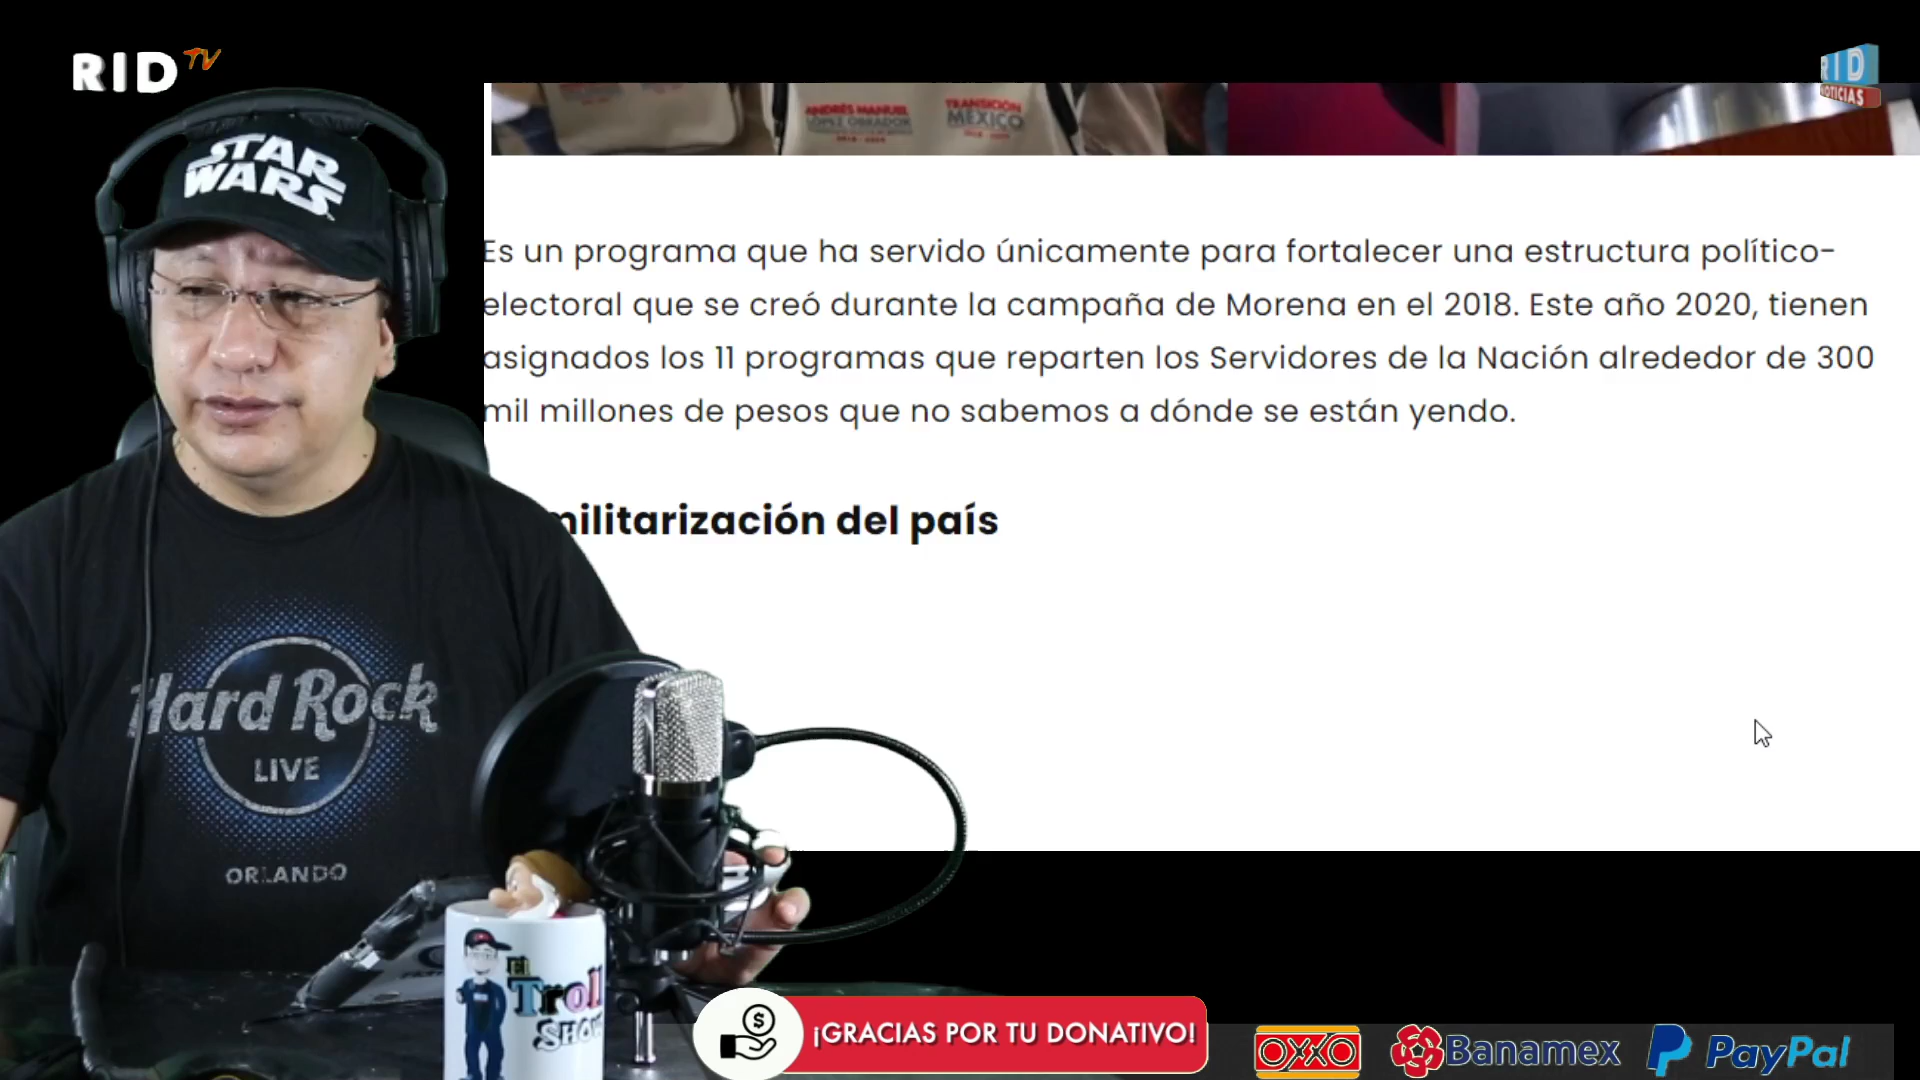 RID TV
RID
NOTICIAS
ANDRÉS MANUEL
LÓPEZ OBRADOR
TRANSICIÓN
MÉXICO
2018 - 2024
STAR
WARS
Es un programa que ha servido únicamente para fortalecer una estructura político-
electoral que se creó durante la campaña de Morena en el 2018. Este año 2020, tienen
asignados los 11 programas que reparten los Servidores de la Nación alrededor de 300
mil millones de pesos que no sabemos a dónde se están yendo.
militarización del país
Hard Rock
LIVE
ORLANDO
El
Troll
Show
¡GRACIAS POR TU DONATIVO!
OXXO
Banamex
PayPal